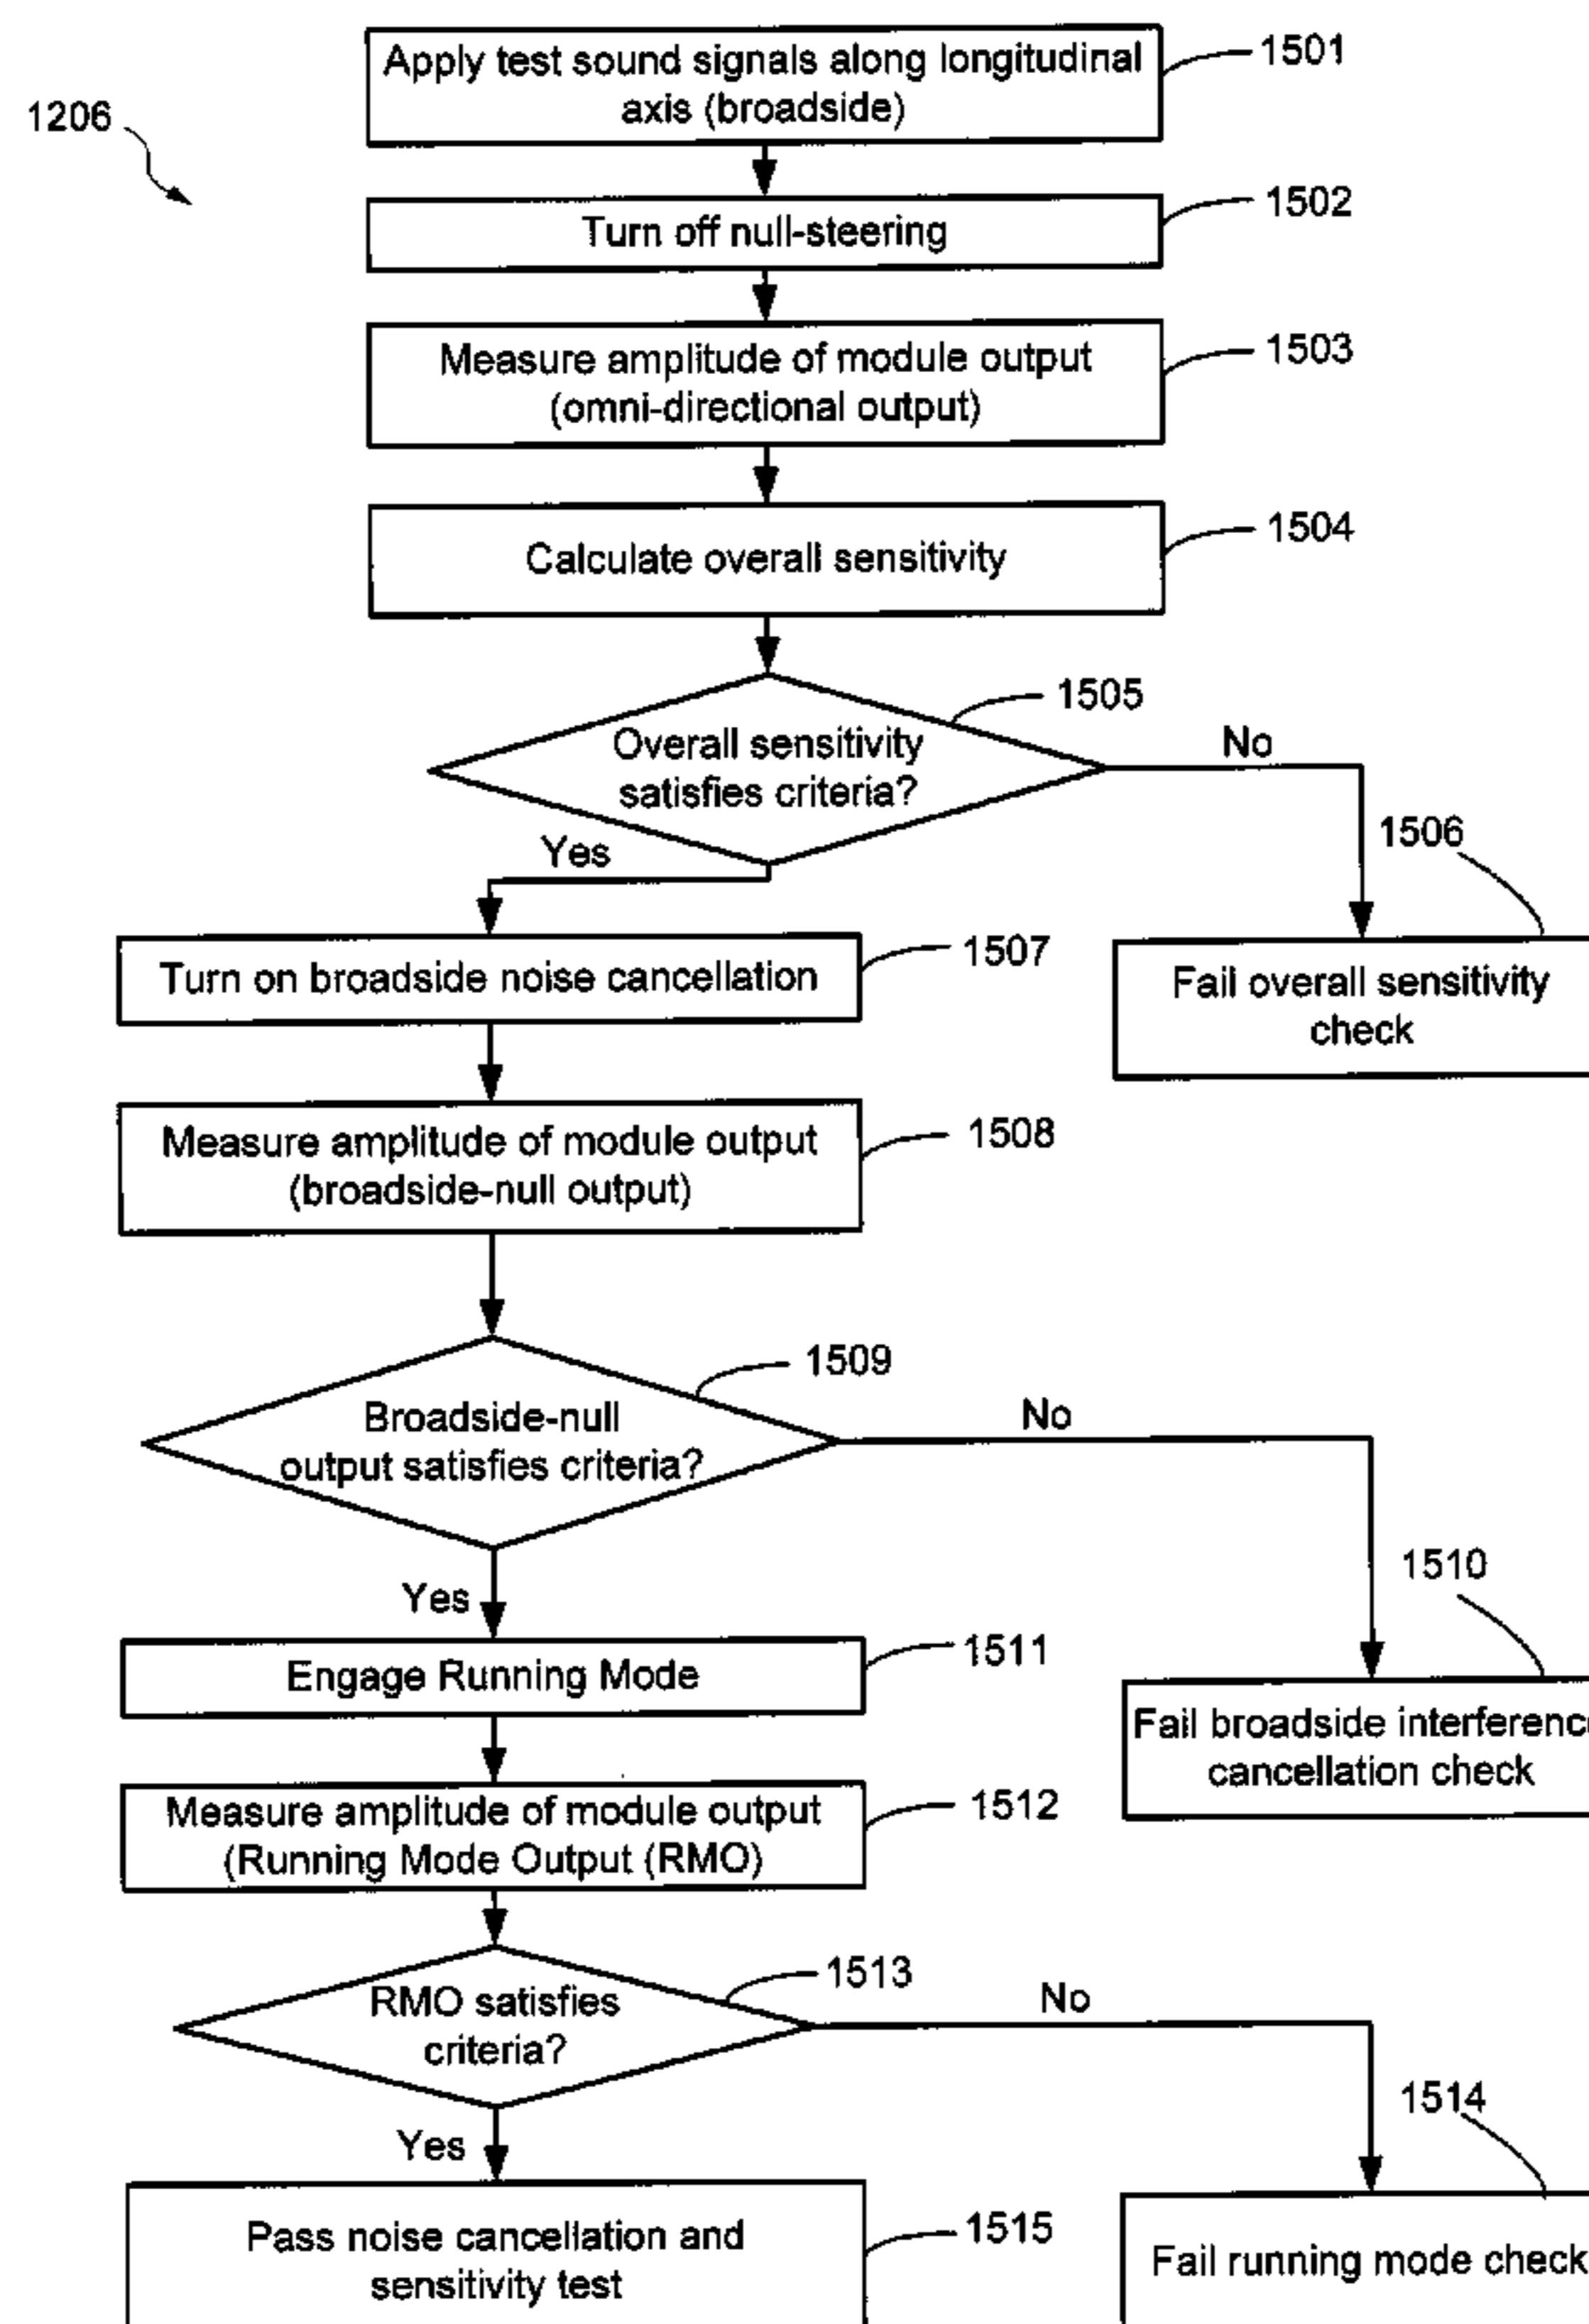 1206
Apply test sound signals along longitudinal
axis (broadside)
1501
Turn off null-steering
1502
Measure amplitude of module output
(omni-directional output)
1503
Calculate overall sensitivity
1504
Overall sensitivity
satisfies criteria?
1505
No
Yes
1506
Fail overall sensitivity
check
Turn on broadside noise cancellation
1507
Measure amplitude of module output
(broadside-null output)
1508
Broadside-null
output satisfies criteria?
1509
No
Yes
1510
Fail broadside interference
cancellation check
Engage Running Mode
1511
Measure amplitude of module output
(Running Mode Output (RMO)
1512
RMO satisfies
criteria?
1513
No
Yes
1514
Fail running mode check
Pass noise cancellation and
sensitivity test
1515